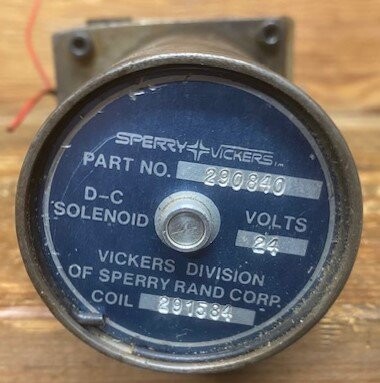 SPERRY VICKERS
PART NO. 290840
D-C
SOLENOID
VOLTS
24
VICKERS DIVISION
OF SPERRY RAND CORP.
COIL 291584